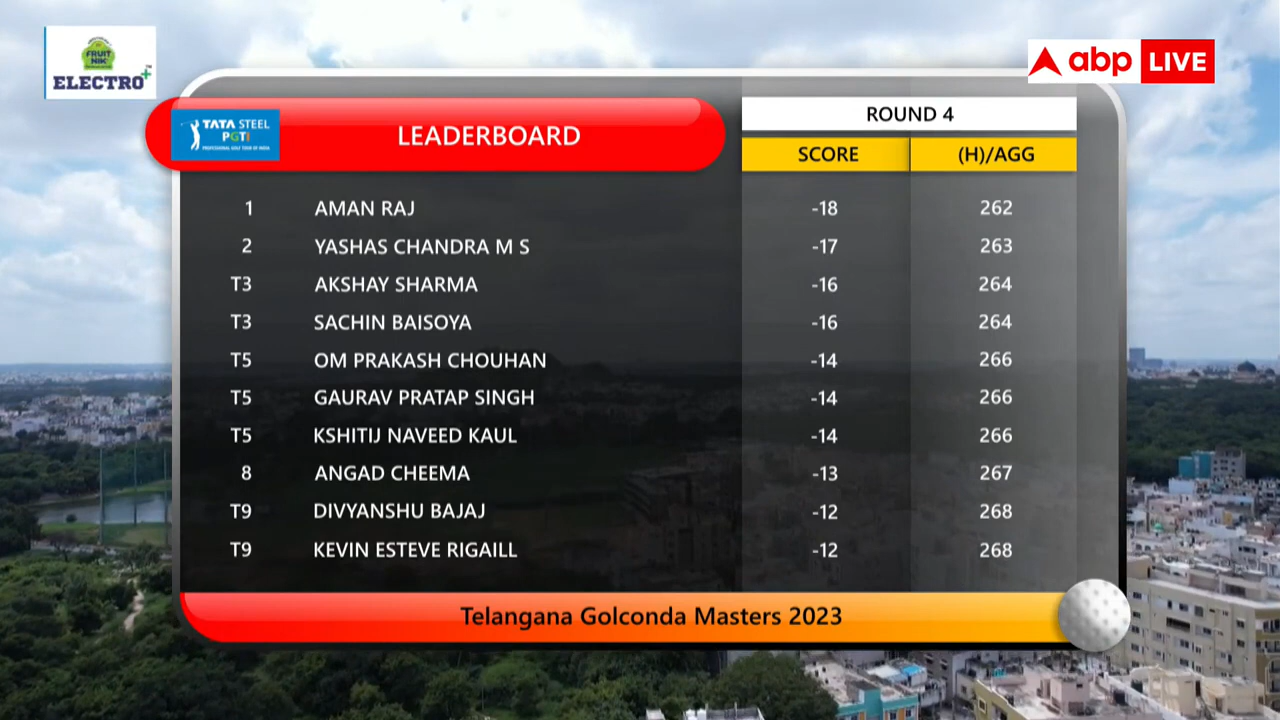 FRUIT
NIK
ELECTRO+
TM
abp LIVE
TATA STEEL
PGTI
PROFESSIONAL GOLF TOUR OF INDIA
LEADERBOARD
ROUND 4
SCORE (H)/AGG
1 AMAN RAJ -18 262
2 YASHAS CHANDRA M S -17 263
T3 AKSHAY SHARMA -16 264
T3 SACHIN BAISOYA -16 264
T5 OM PRAKASH CHOUHAN -14 266
T5 GAURAV PRATAP SINGH -14 266
T5 KSHITIJ NAVEED KAUL -14 266
8 ANGAD CHEEMA -13 267
T9 DIVYANSHU BAJAJ -12 268
T9 KEVIN ESTEVE RIGAILL -12 268
Telangana Golconda Masters 2023